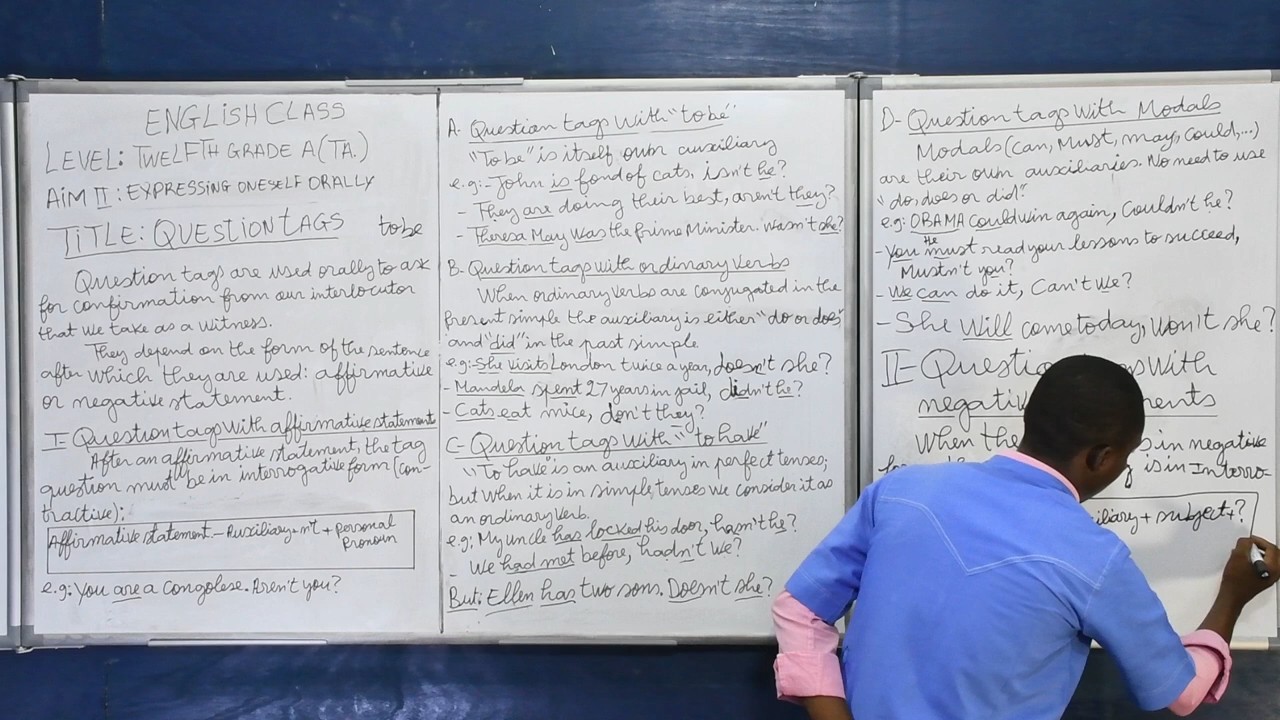 ENGLISH CLASS
LEVEL: TWELFTH GRADE A (TA.)
AIM II: EXPRESSING ONESELF ORALLY
TITLE: QUESTION TAGS to be
Question tags are used orally to ask
for confirmation from our interlocutor
that we take as a witness.
They depend on the form of the sentence
after which they are used: affirmative
or negative statement.
I- Question tags with affirmative statement
After an affirmative statement, the tag
question must be in interrogative form (con-
tractive):
Affirmative statement - Auxiliary + n't + personal
pronoun
e.g: You are a congolese. Aren't you?
A. Question tags with "to be"
"To be" is itself own auxiliary
e.g: - John is fond of cats, isn't he?
- They are doing their best, aren't they?
- Theresa May was the Prime Minister. Wasn't she?
B- Question tags with ordinary verbs
When ordinary verbs are conjugated in the
present simple the auxiliary is either "do or does"
and "did" in the past simple
e.g: - She visits London twice a year, doesn't she?
- Mandela spent 27 years in jail, didn't he?
- Cats eat mice, don't they?
C- Question tags with "to have"
"To have" is an auxiliary in perfect tenses;
but when it is in simple tenses we consider it as
an ordinary verb.
e.g: My uncle has locked his door, hasn't he?
- We had met before, hadn't we?
But: Ellen has two sons. Doesn't she?
D- Question tags with Modals
Modals (can, Must, may, could,...)
are their own auxiliaries. No need to use
"do, does or did"
e.g: OBAMA could win again, Couldn't he?
- You must read your lessons to succeed,
Mustn't you?
- We can do it, Can't we?
- She will come today, won't she?
II- Question tags with
negative
When the in negative
is in Interro-
+ subject + ?